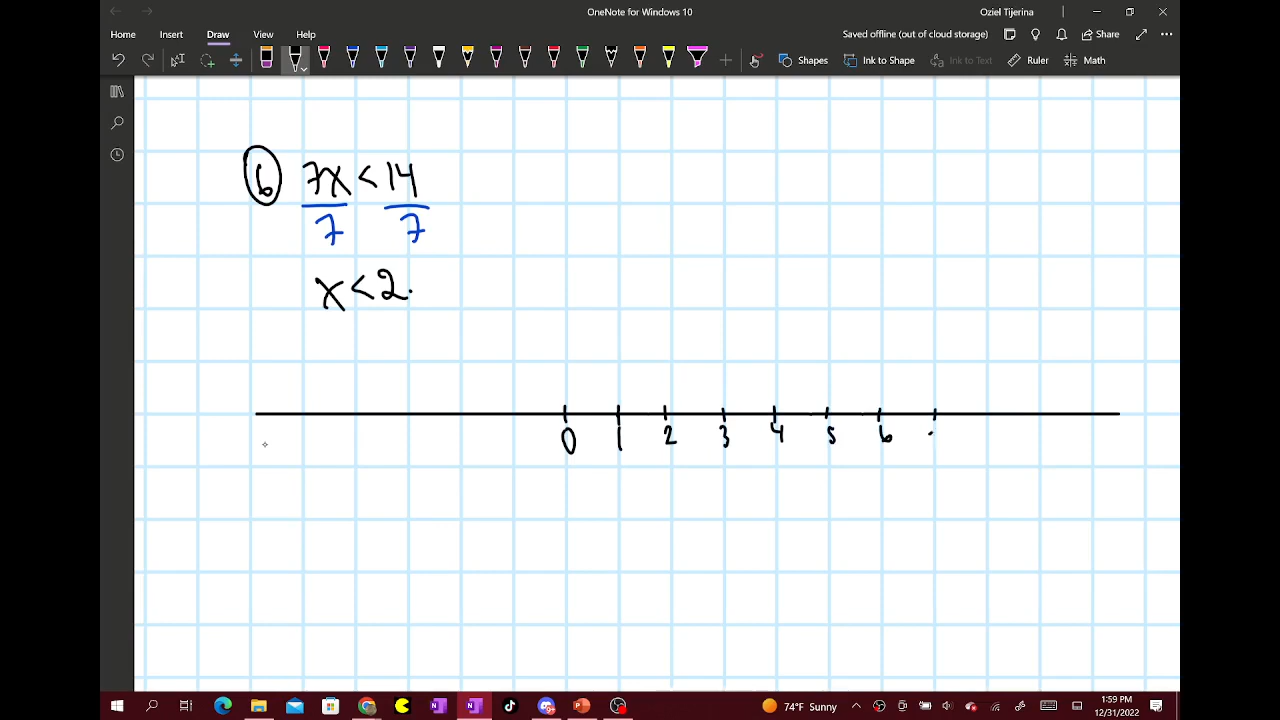 OneNote for Windows 10
Oziel Tijerina
Home Insert Draw View Help
Saved offline (out of cloud storage)
Share
Shapes
Ink to Shape
Ink to Text
Ruler
Math
6 7x < 14
7 7
x < 2.
0 1 2 3 4 5 6
74°F Sunny
1:59 PM
12/31/2022